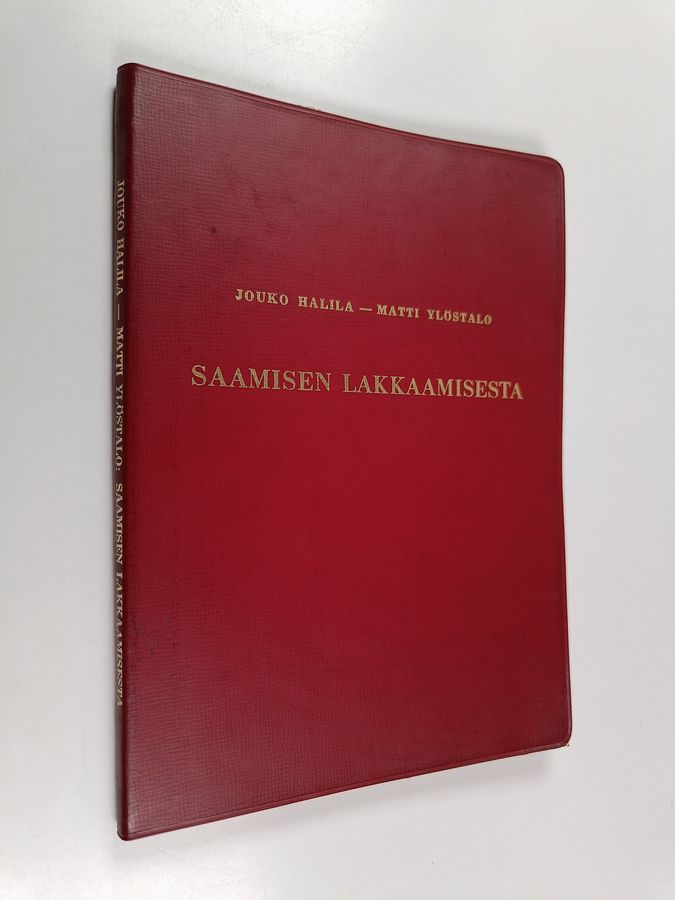 JOUKO HALILA — MATTI YLÖSTALO
SAAMISEN LAKKAAMISESTA
JOUKO HALILA — MATTI YLÖSTALO: SAAMISEN LAKKAAMISESTA